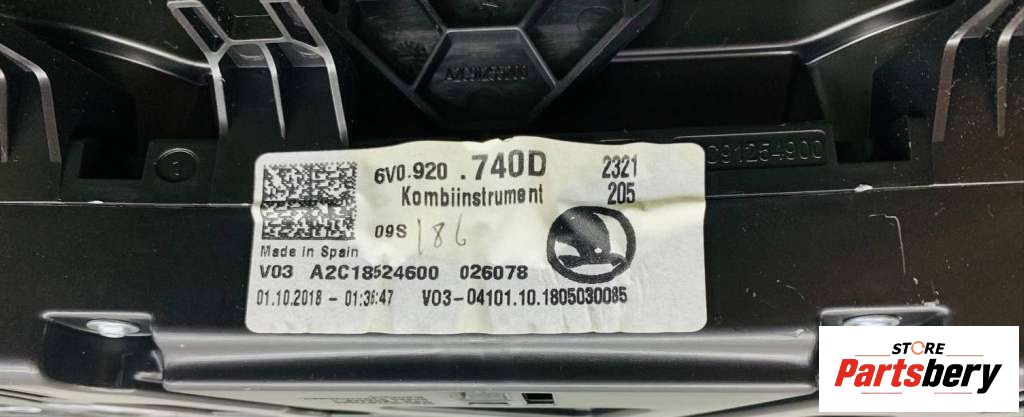 6V0.920 .740D 2321
Kombiinstrument 205
09S 186
Made in Spain
V03 A2C18524600 026078
01.10.2018 - 01:36:47 V03-04101.10.1805030085
STORE
Partsbery